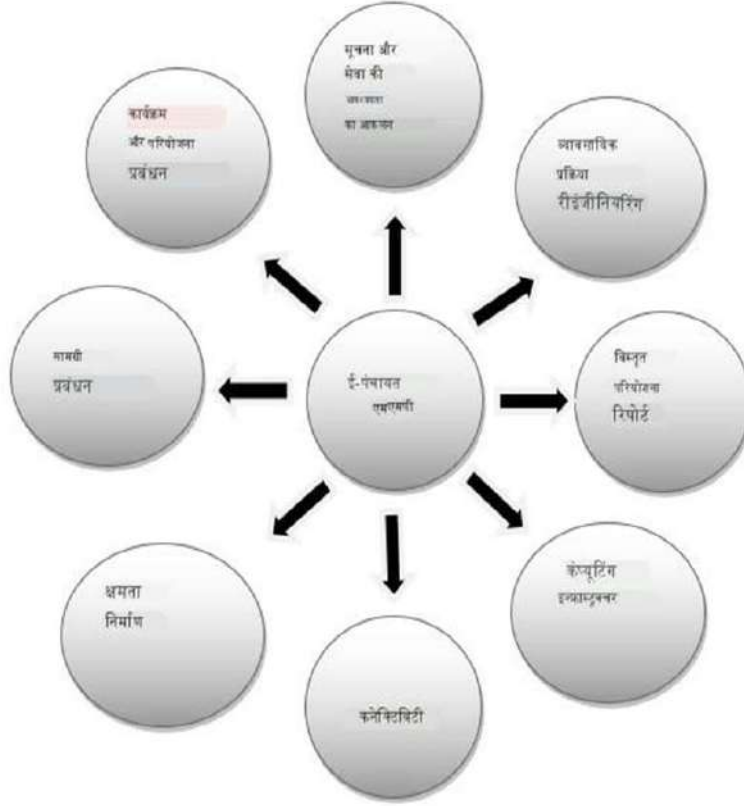 सूचना और
सेवा की
का आकलन
कार्यक्रम
और परियोजना
प्रबंधन
व्यावसायिक
प्रक्रिया
रीइंजीनियरिंग
सामग्री
प्रबंधन
ई-पंचायत
एमएमपी
विस्तृत
परियोजना
रिपोर्ट
क्षमता
निर्माण
कंप्यूटिंग
इन्फ्रास्ट्रक्चर
कनेक्टिविटी